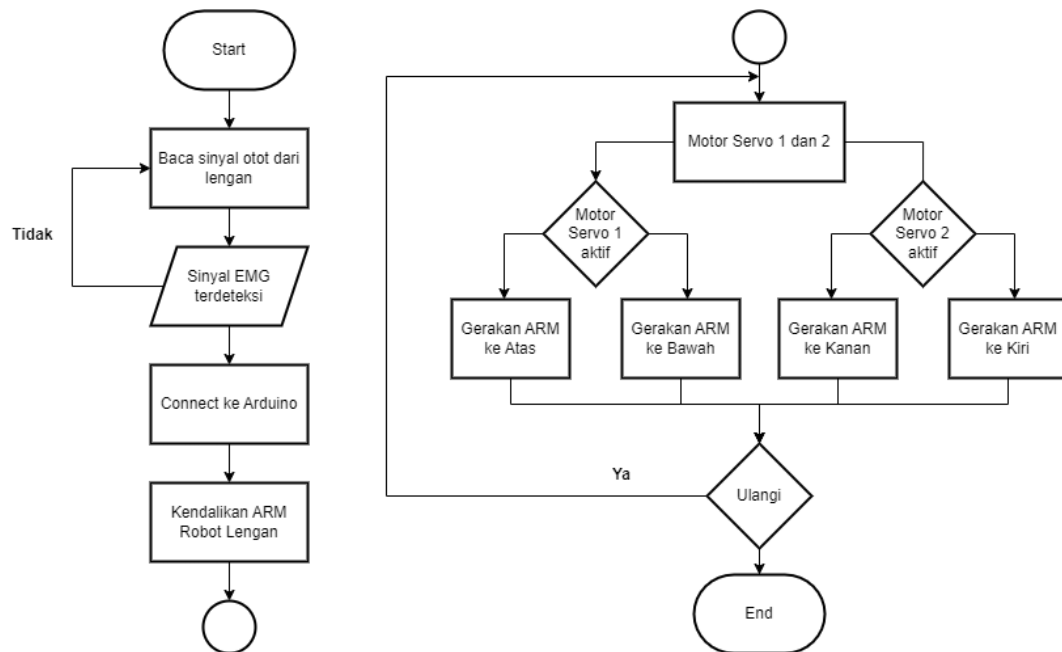 Start
Baca sinyal otot dari
lengan
Tidak
Sinyal EMG
terdeteksi
Connect ke Arduino
Kendalikan ARM
Robot Lengan
Motor Servo 1 dan 2
Motor
Servo 1
aktif
Motor
Servo 2
aktif
Gerakan ARM
ke Atas
Gerakan ARM
ke Bawah
Gerakan ARM
ke Kanan
Gerakan ARM
ke Kiri
Ya
Ulangi
End